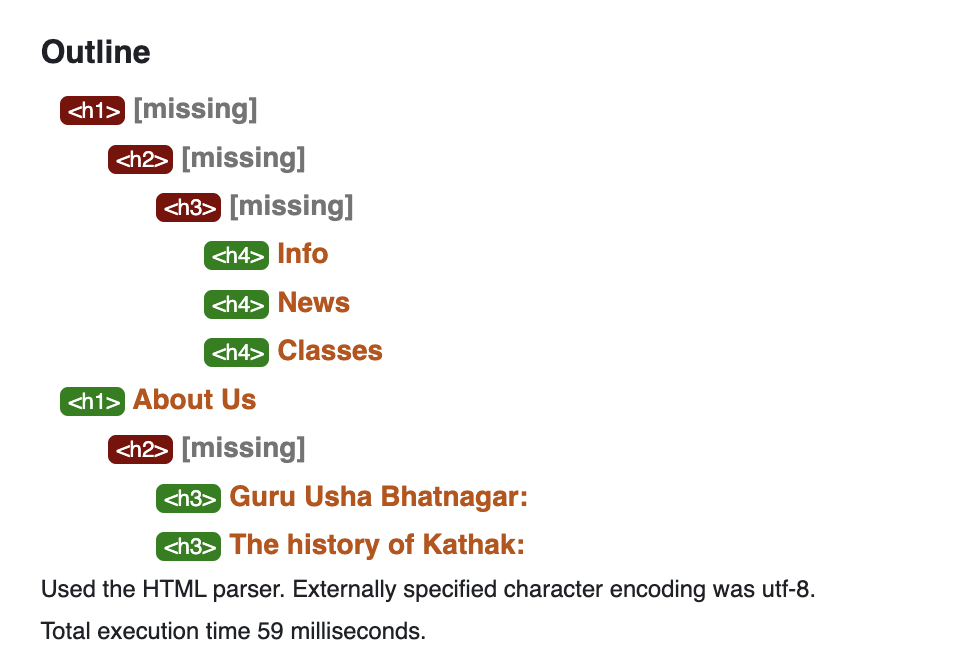 Outline
<h1> [missing]
<h2> [missing]
<h3> [missing]
<h4> Info
<h4> News
<h4> Classes
<h1> About Us
<h2> [missing]
<h3> Guru Usha Bhatnagar:
<h3> The history of Kathak:
Used the HTML parser. Externally specified character encoding was utf-8.
Total execution time 59 milliseconds.